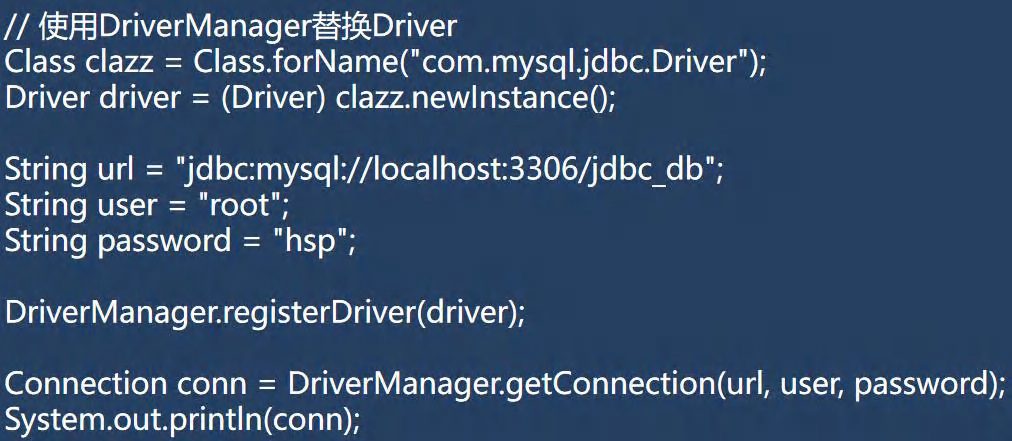 // 使用DriverManager替换Driver
Class clazz = Class.forName("com.mysql.jdbc.Driver");
Driver driver = (Driver) clazz.newInstance();
String url = "jdbc:mysql://localhost:3306/jdbc_db";
String user = "root";
String password = "hsp";
DriverManager.registerDriver(driver);
Connection conn = DriverManager.getConnection(url, user, password);
System.out.println(conn);